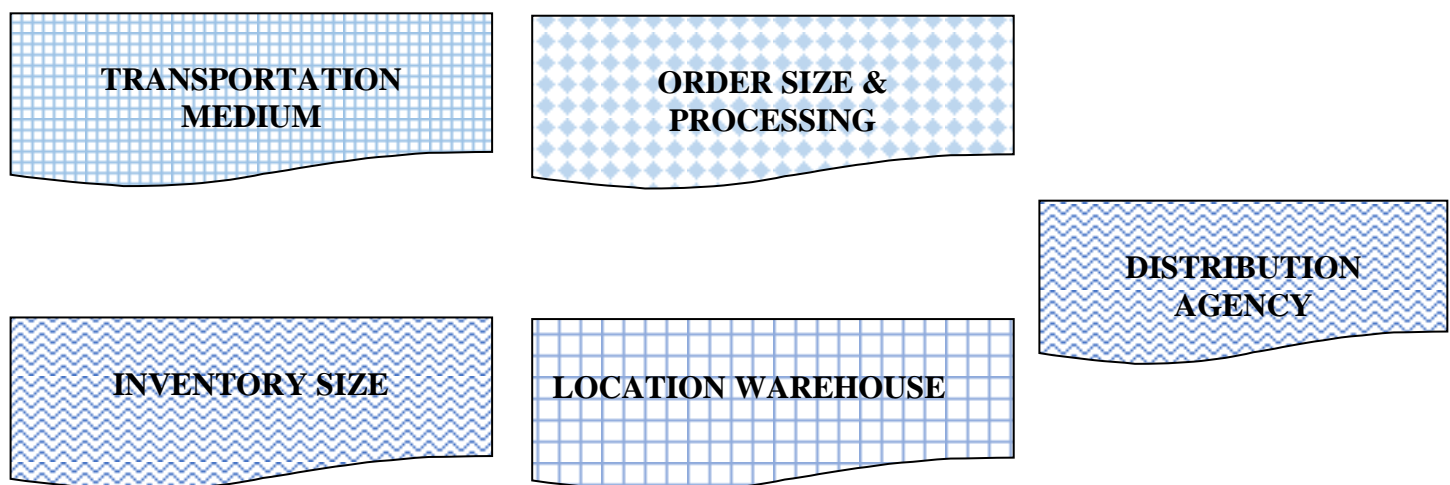 TRANSPORTATION
MEDIUM
ORDER SIZE &
PROCESSING
DISTRIBUTION
AGENCY
INVENTORY SIZE
LOCATION WAREHOUSE